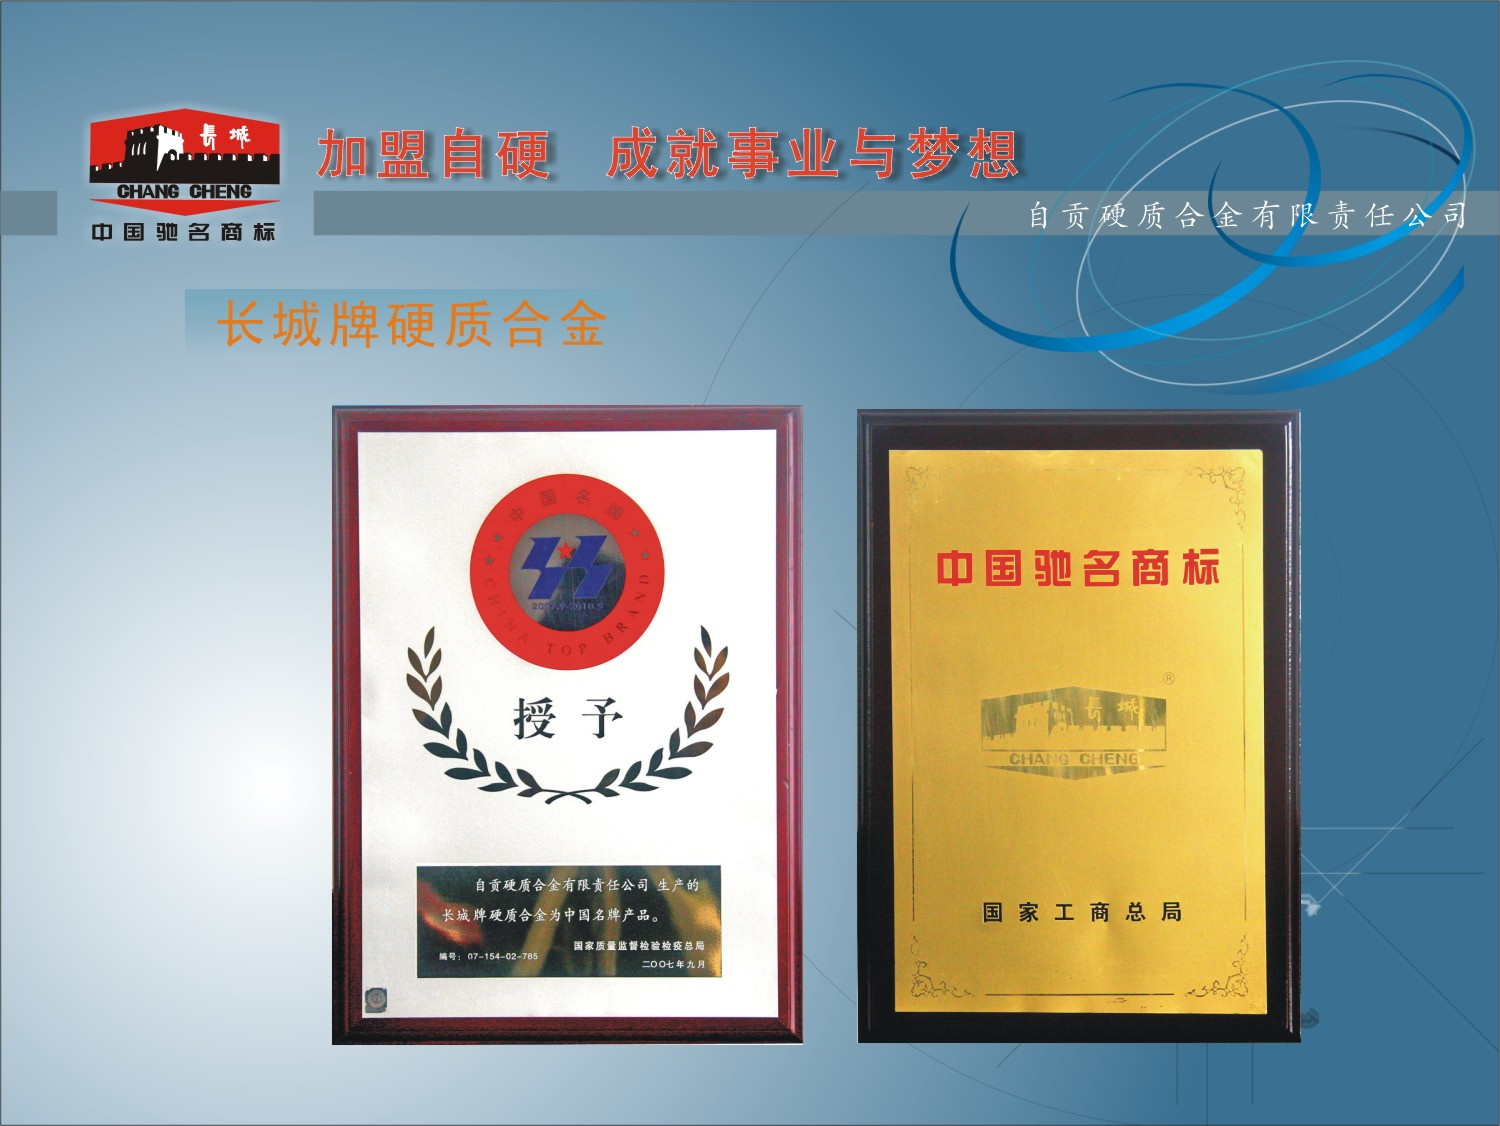 長城
CHANG CHENG
中国驰名商标
加盟自硬 成就事业与梦想
自贡硬质合金有限责任公司
长城牌硬质合金
中国名牌
2007.9-2010.9
CHINA TOP BRAND
授予
自贡硬质合金有限责任公司 生产的
长城牌硬质合金为中国名牌产品。
国家质量监督检验检疫总局
编号：07-154-02-785
二〇〇七年九月
中国驰名商标
®
長城
CHANG CHENG
国家工商总局